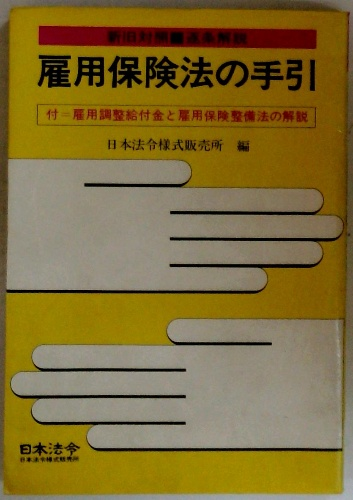 新旧対照■逐条解説
雇用保険法の手引
付＝雇用調整給付金と雇用保険整備法の解説
日本法令様式販売所 編
日本法令
日本法令様式販売所